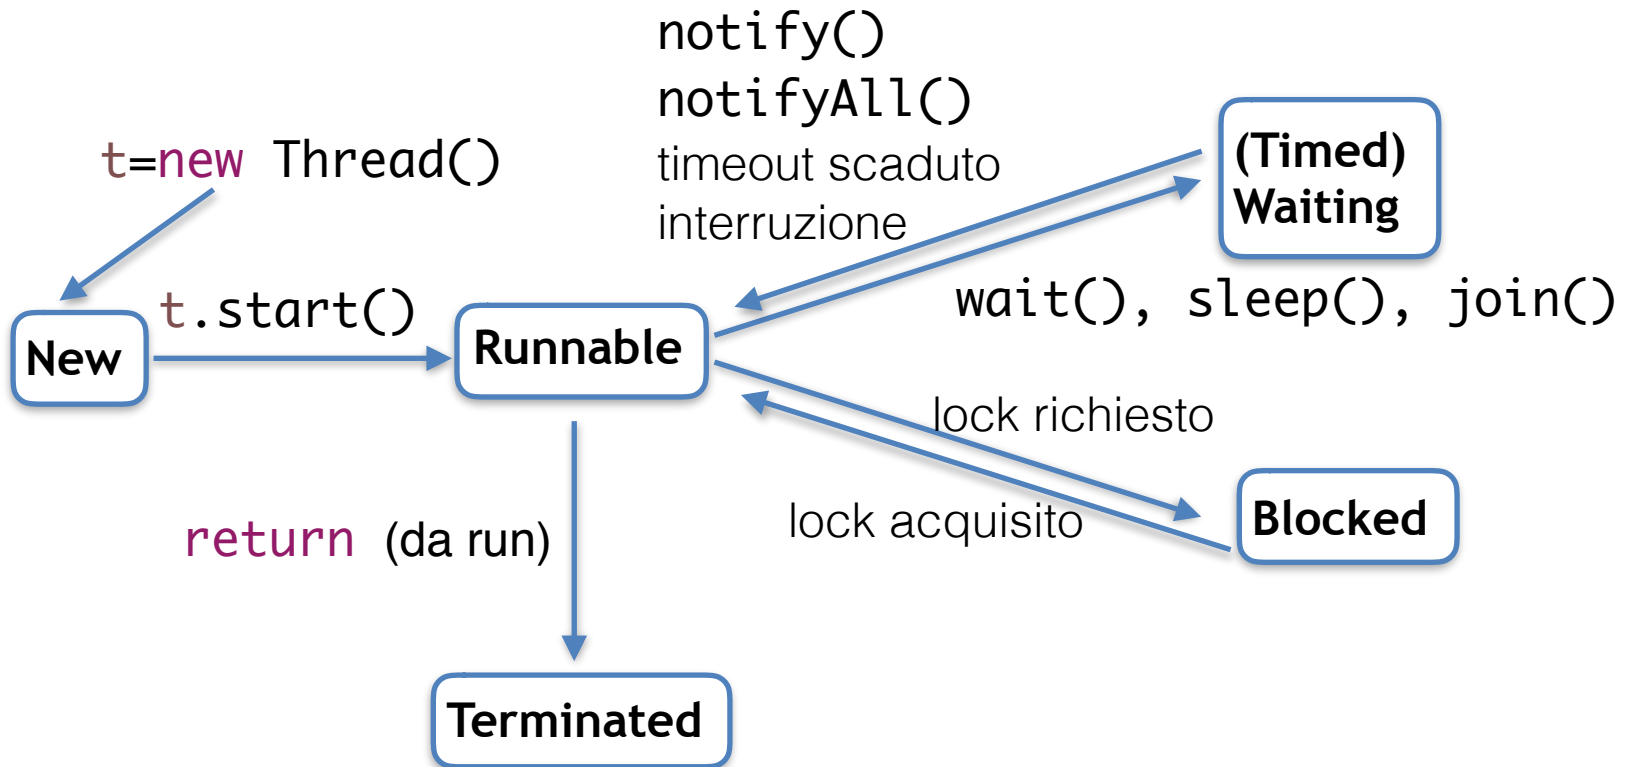 notify()
notifyAll()
timeout scaduto
interruzione
t=new Thread()
(Timed)
Waiting
wait(), sleep(), join()
t.start()
New
Runnable
lock richiesto
lock acquisito
Blocked
return (da run)
Terminated